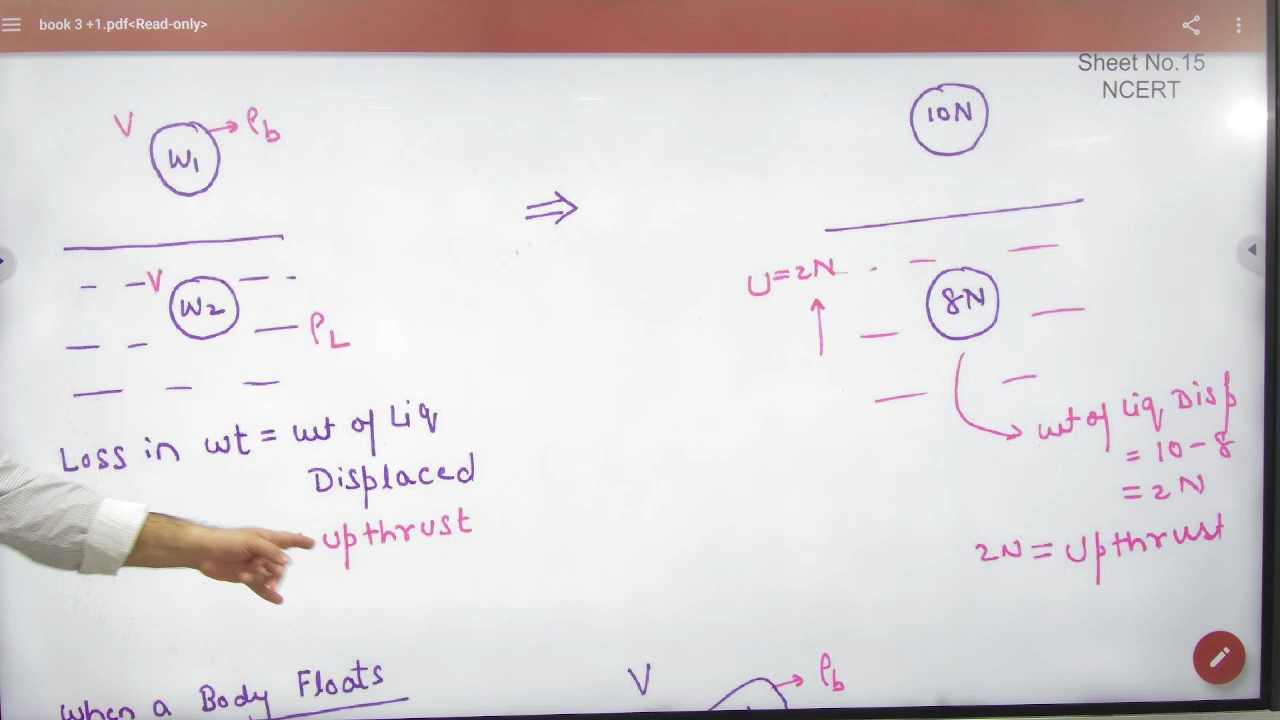 book 3 +1.pdf<Read-only>
Sheet No.15
NCERT
V W1 → ρb
V
W2
ρL
Loss in wt = wt of Liq
Displaced
upthrust
⇒
10N
U=2N
8N
wt of Liq Disp
= 10-8
= 2N
2N = Upthrust
When a Body Floats
V → ρb